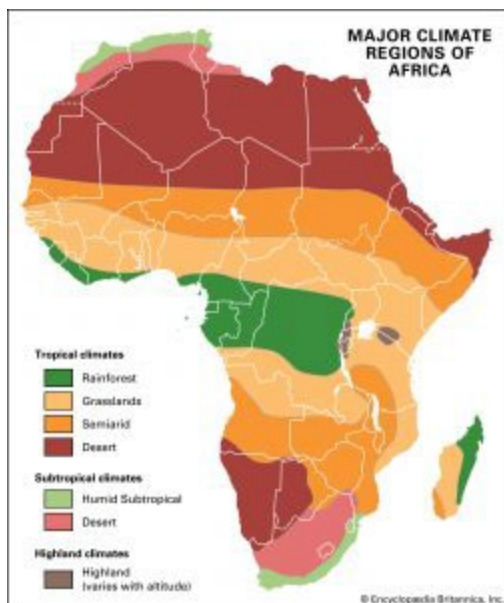 MAJOR CLIMATE
REGIONS OF
AFRICA
Tropical climates
Rainforest
Grasslands
Semiarid
Desert
Subtropical climates
Humid Subtropical
Desert
Highland climates
Highland
(varies with altitude)
© Encyclopædia Britannica, Inc.